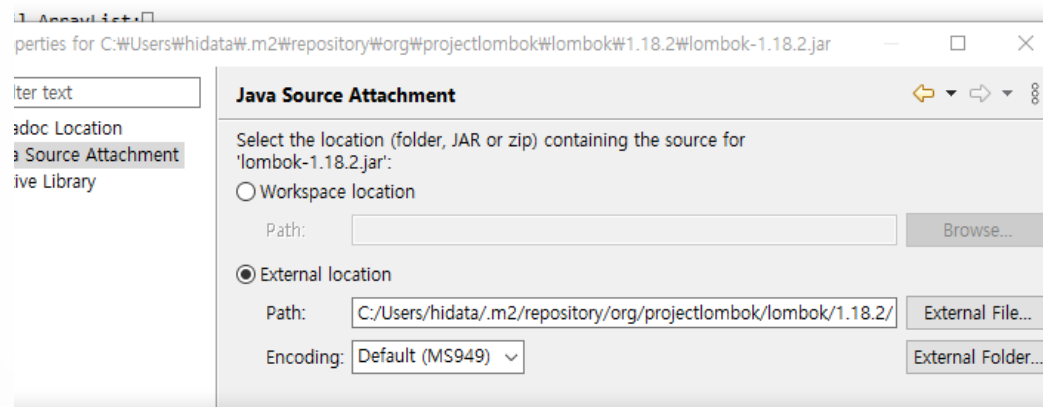 ArrayList;
perties for C:₩Users₩hidata₩.m2₩repository₩org₩projectlombok₩lombok₩1.18.2₩lombok-1.18.2.jar
lter text
Java Source Attachment
adoc Location
a Source Attachment
ive Library
Select the location (folder, JAR or zip) containing the source for
'lombok-1.18.2.jar':
Workspace location
Path:
Browse...
External location
Path: C:/Users/hidata/.m2/repository/org/projectlombok/lombok/1.18.2/ External File...
Encoding: Default (MS949) External Folder...